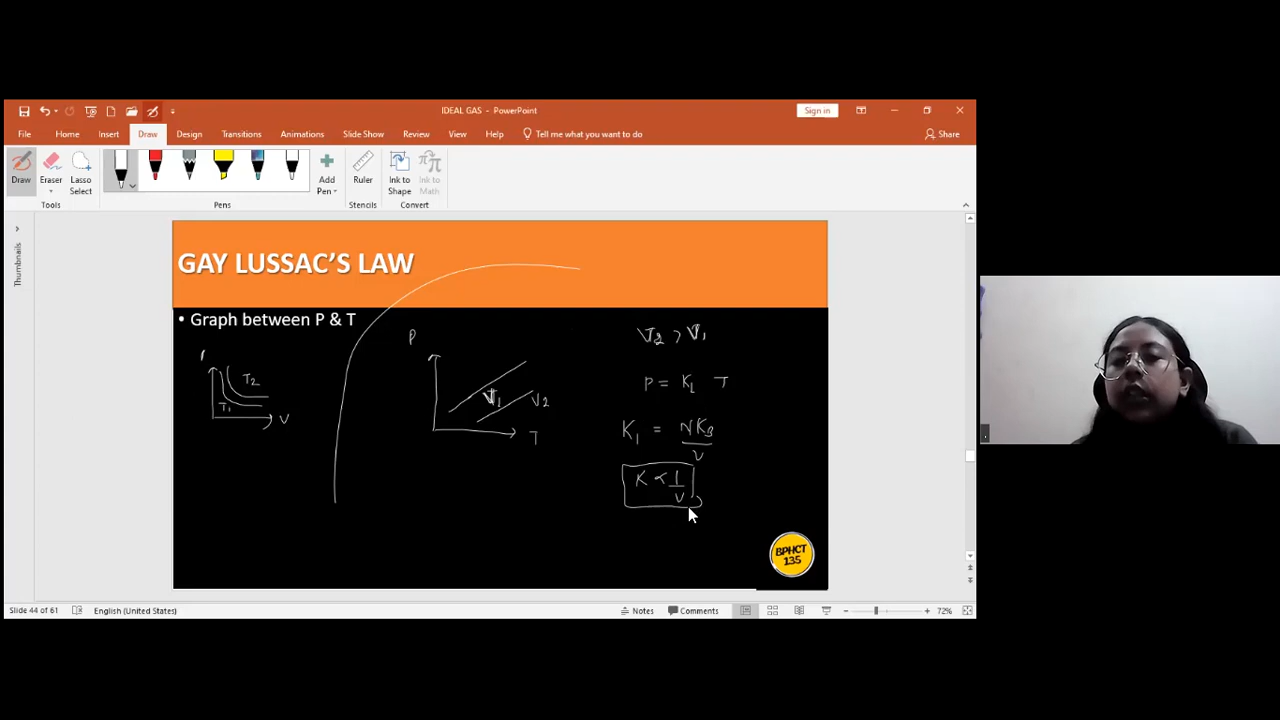 IDEAL GAS - PowerPoint
Sign in
File Home Insert Draw Design Transitions Animations Slide Show Review View Help Tell me what you want to do Share
Draw Eraser Lasso Select Add Pen Ruler Ink to Shape Ink to Math
Tools Pens Stencils Convert
Thumbnails
GAY LUSSAC'S LAW
• Graph between P & T
T2
T1
V
P
V1
V2
T
V2 > V1
P = K1 T
K1 = NKB
V
K ∝ 1
V
BPHCT
135
Slide 44 of 61 English (United States) Notes Comments 72%